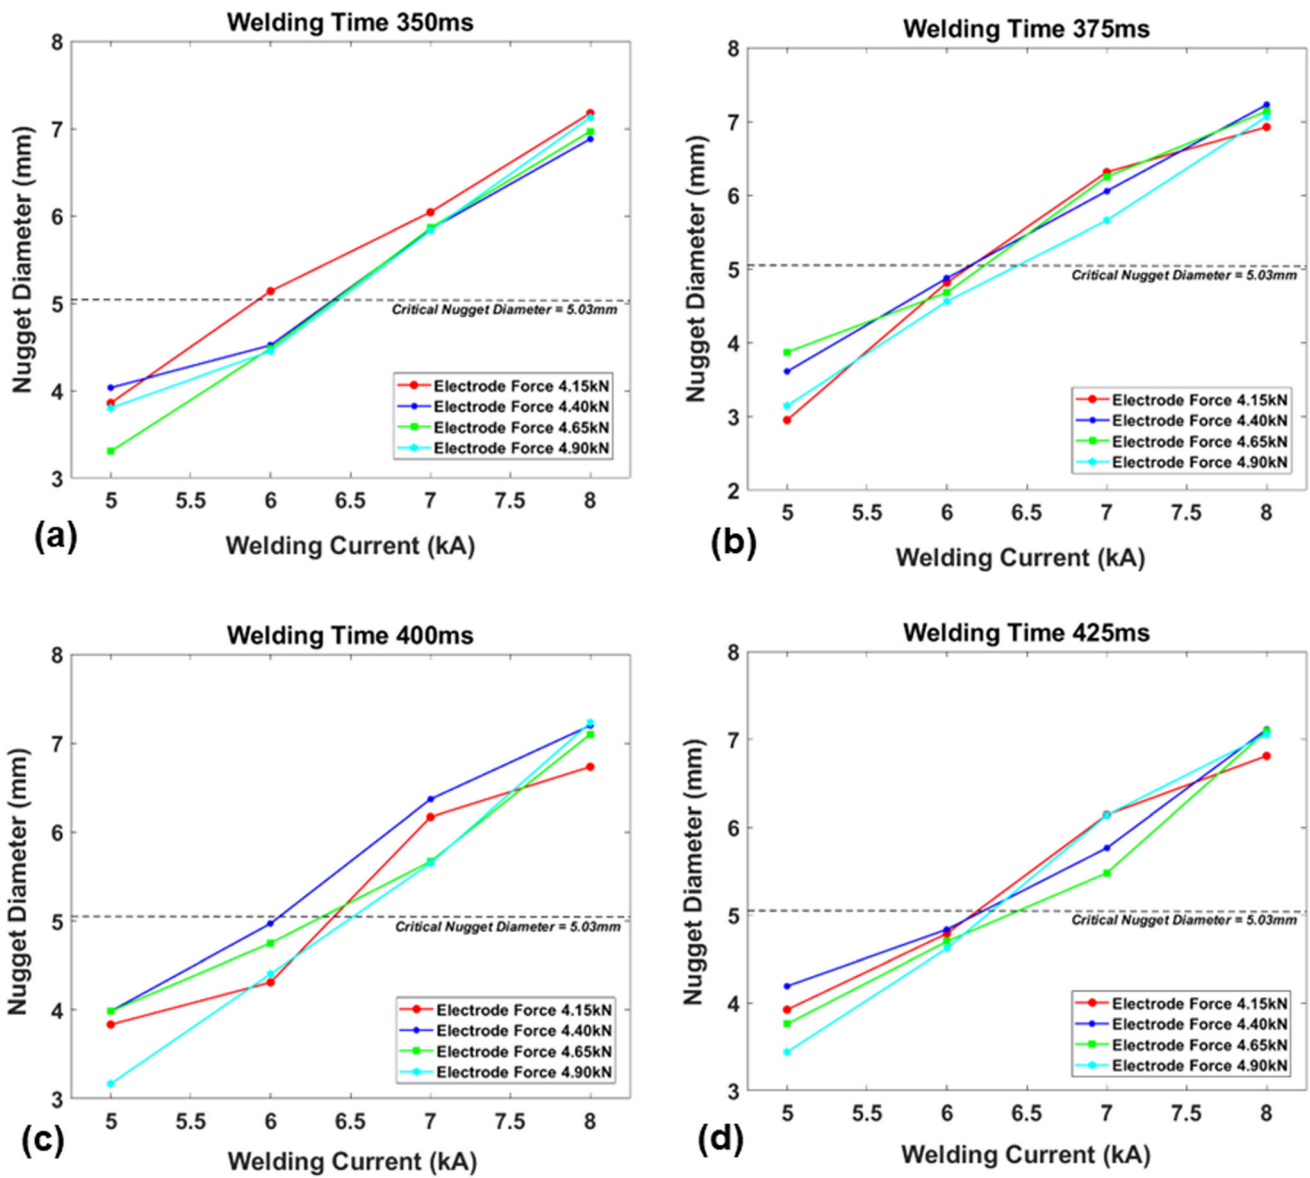 Welding Time 350ms
Nugget Diameter (mm)
8
7
6
5
4
3
Critical Nugget Diameter = 5.03mm
Electrode Force 4.15kN
Electrode Force 4.40kN
Electrode Force 4.65kN
Electrode Force 4.90kN
5 5.5 6 6.5 7 7.5 8
Welding Current (kA)
(a)
Welding Time 375ms
Nugget Diameter (mm)
8
7
6
5
4
3
2
Critical Nugget Diameter = 5.03mm
Electrode Force 4.15kN
Electrode Force 4.40kN
Electrode Force 4.65kN
Electrode Force 4.90kN
5 5.5 6 6.5 7 7.5 8
Welding Current (kA)
(b)
Welding Time 400ms
Nugget Diameter (mm)
8
7
6
5
4
3
Critical Nugget Diameter = 5.03mm
Electrode Force 4.15kN
Electrode Force 4.40kN
Electrode Force 4.65kN
Electrode Force 4.90kN
5 5.5 6 6.5 7 7.5 8
Welding Current (kA)
(c)
Welding Time 425ms
Nugget Diameter (mm)
8
7
6
5
4
3
Critical Nugget Diameter = 5.03mm
Electrode Force 4.15kN
Electrode Force 4.40kN
Electrode Force 4.65kN
Electrode Force 4.90kN
5 5.5 6 6.5 7 7.5 8
Welding Current (kA)
(d)